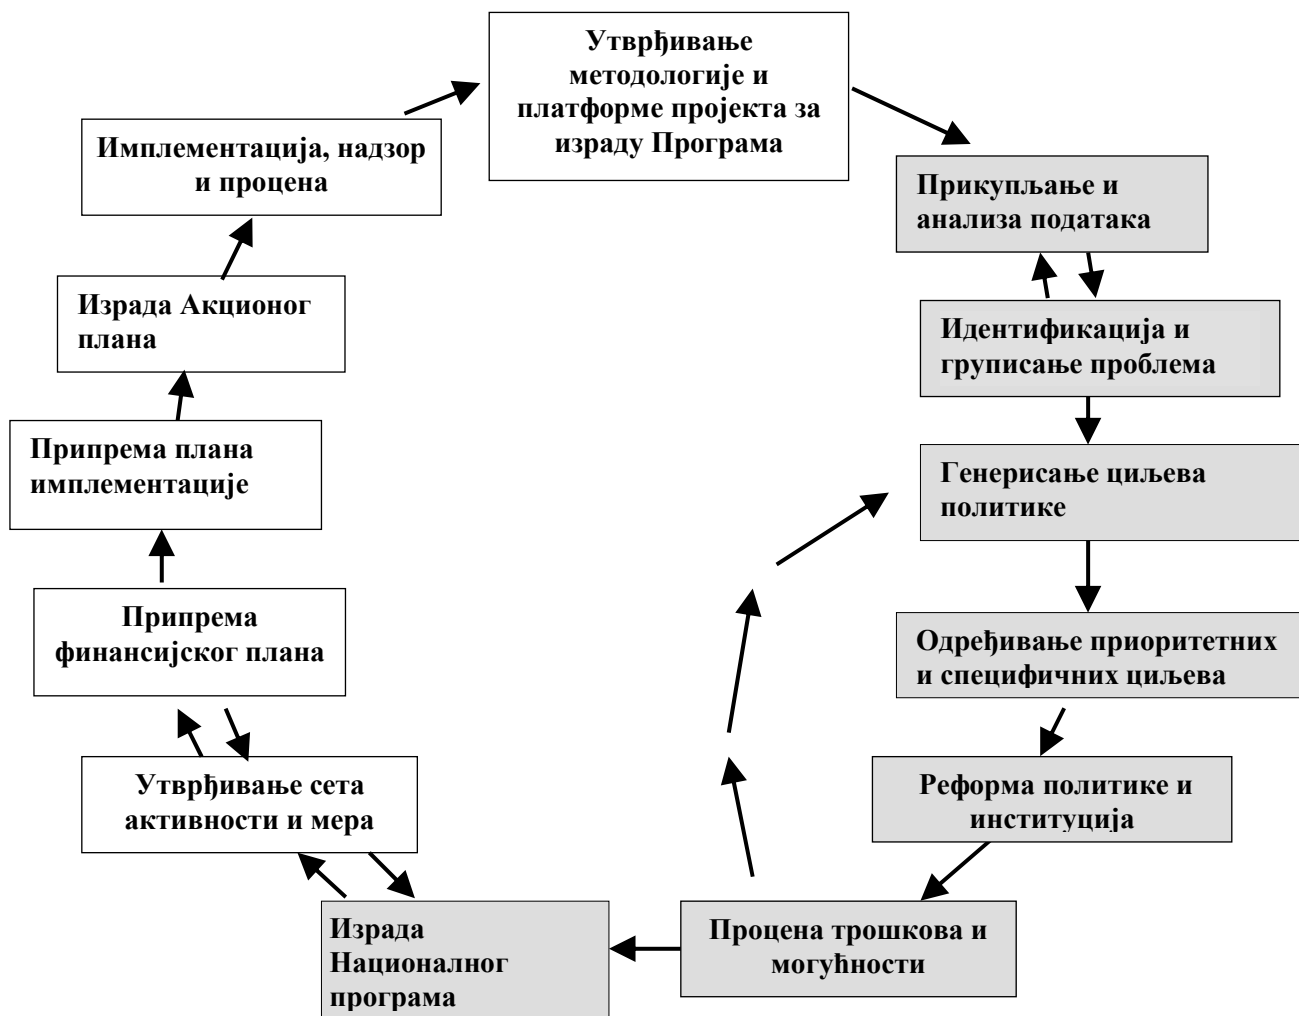 Утврђивање
методологије и
платформе пројекта за
израду Програма
Прикупљање и
анализа података
Идентификација и
груписање проблема
Генерисање циљева
политике
Одређивање приоритетних
и специфичних циљева
Реформа политике и
институција
Процена трошкова и
могућности
Израда
Националног
програма
Утврђивање сета
активности и мера
Припрема
финансијског плана
Припрема плана
имплементације
Израда Акционог
плана
Имплементација, надзор
и процена